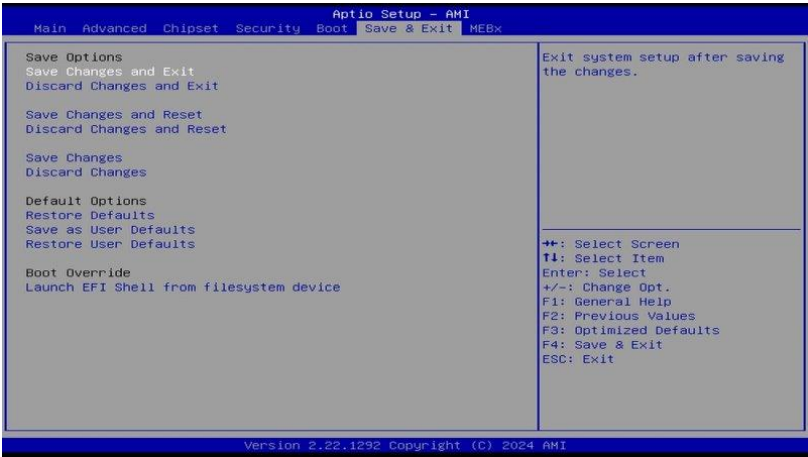 Aptio Setup – AMI
Main Advanced Chipset Security Boot Save & Exit MEBx
Save Options
Save Changes and Exit
Discard Changes and Exit
Save Changes and Reset
Discard Changes and Reset
Save Changes
Discard Changes
Default Options
Restore Defaults
Save as User Defaults
Restore User Defaults
Boot Override
Launch EFI Shell from filesystem device
Exit system setup after saving
the changes.
→←: Select Screen
↑↓: Select Item
Enter: Select
+/-: Change Opt.
F1: General Help
F2: Previous Values
F3: Optimized Defaults
F4: Save & Exit
ESC: Exit
Version 2.22.1292 Copyright (C) 2024 AMI